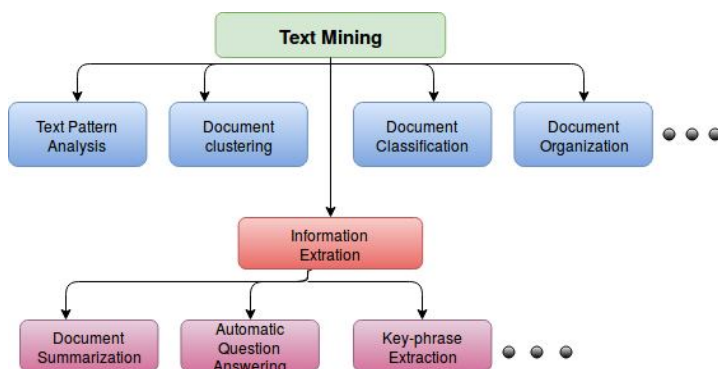 Text Mining
Text Pattern
Analysis
Document
clustering
Document
Classification
Document
Organization
Information
Extration
Document
Summarization
Automatic
Question
Answering
Key-phrase
Extraction